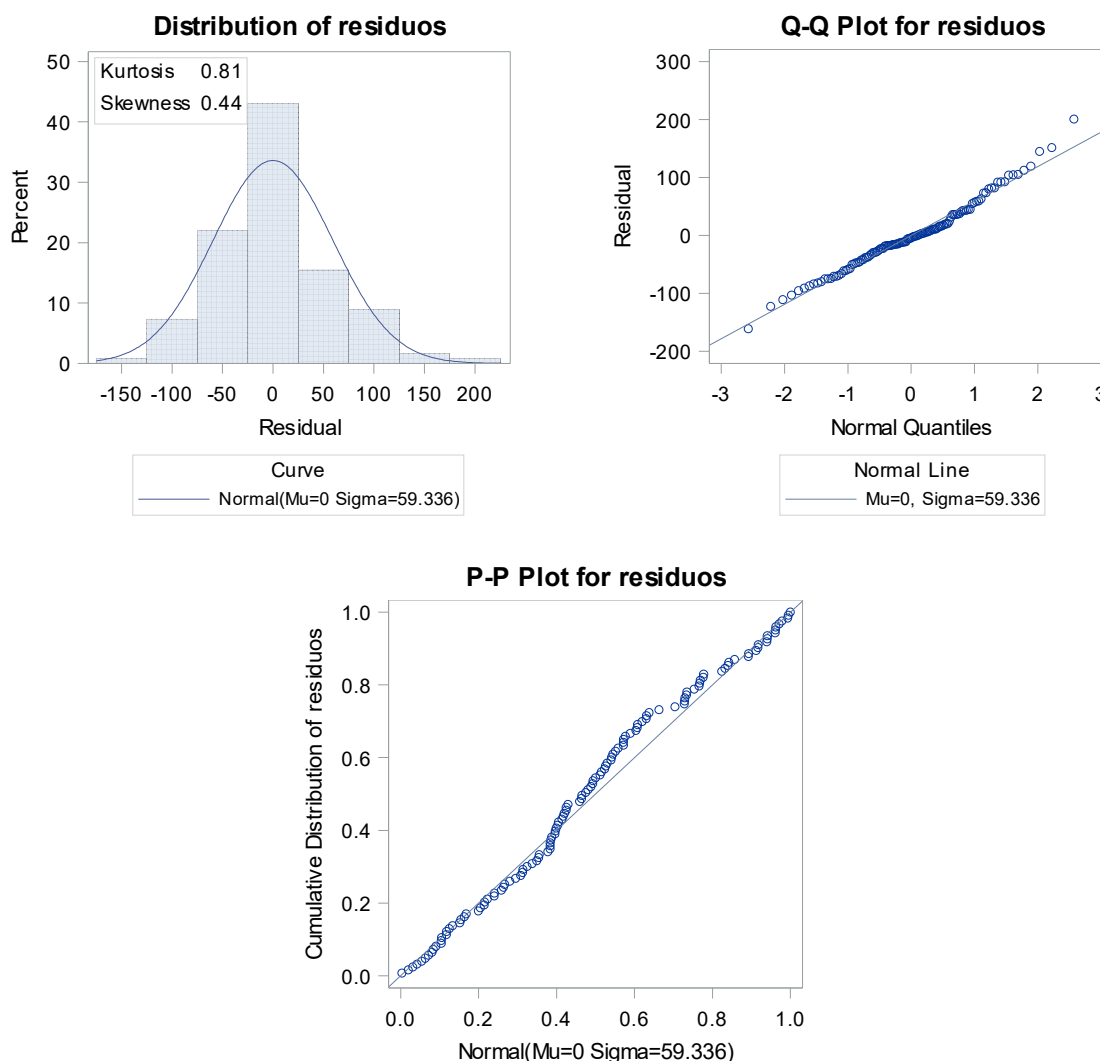 Distribution of residuos
Kurtosis 0.81
Skewness 0.44
Percent
50
40
30
20
10
0
-150 -100 -50 0 50 100 150 200
Residual
Curve
Normal(Mu=0 Sigma=59.336)
Q-Q Plot for residuos
Residual
300
200
100
0
-100
-200
-3 -2 -1 0 1 2 3
Normal Quantiles
Normal Line
Mu=0, Sigma=59.336
P-P Plot for residuos
Cumulative Distribution of residuos
1.0
0.8
0.6
0.4
0.2
0.0
0.0 0.2 0.4 0.6 0.8 1.0
Normal(Mu=0 Sigma=59.336)